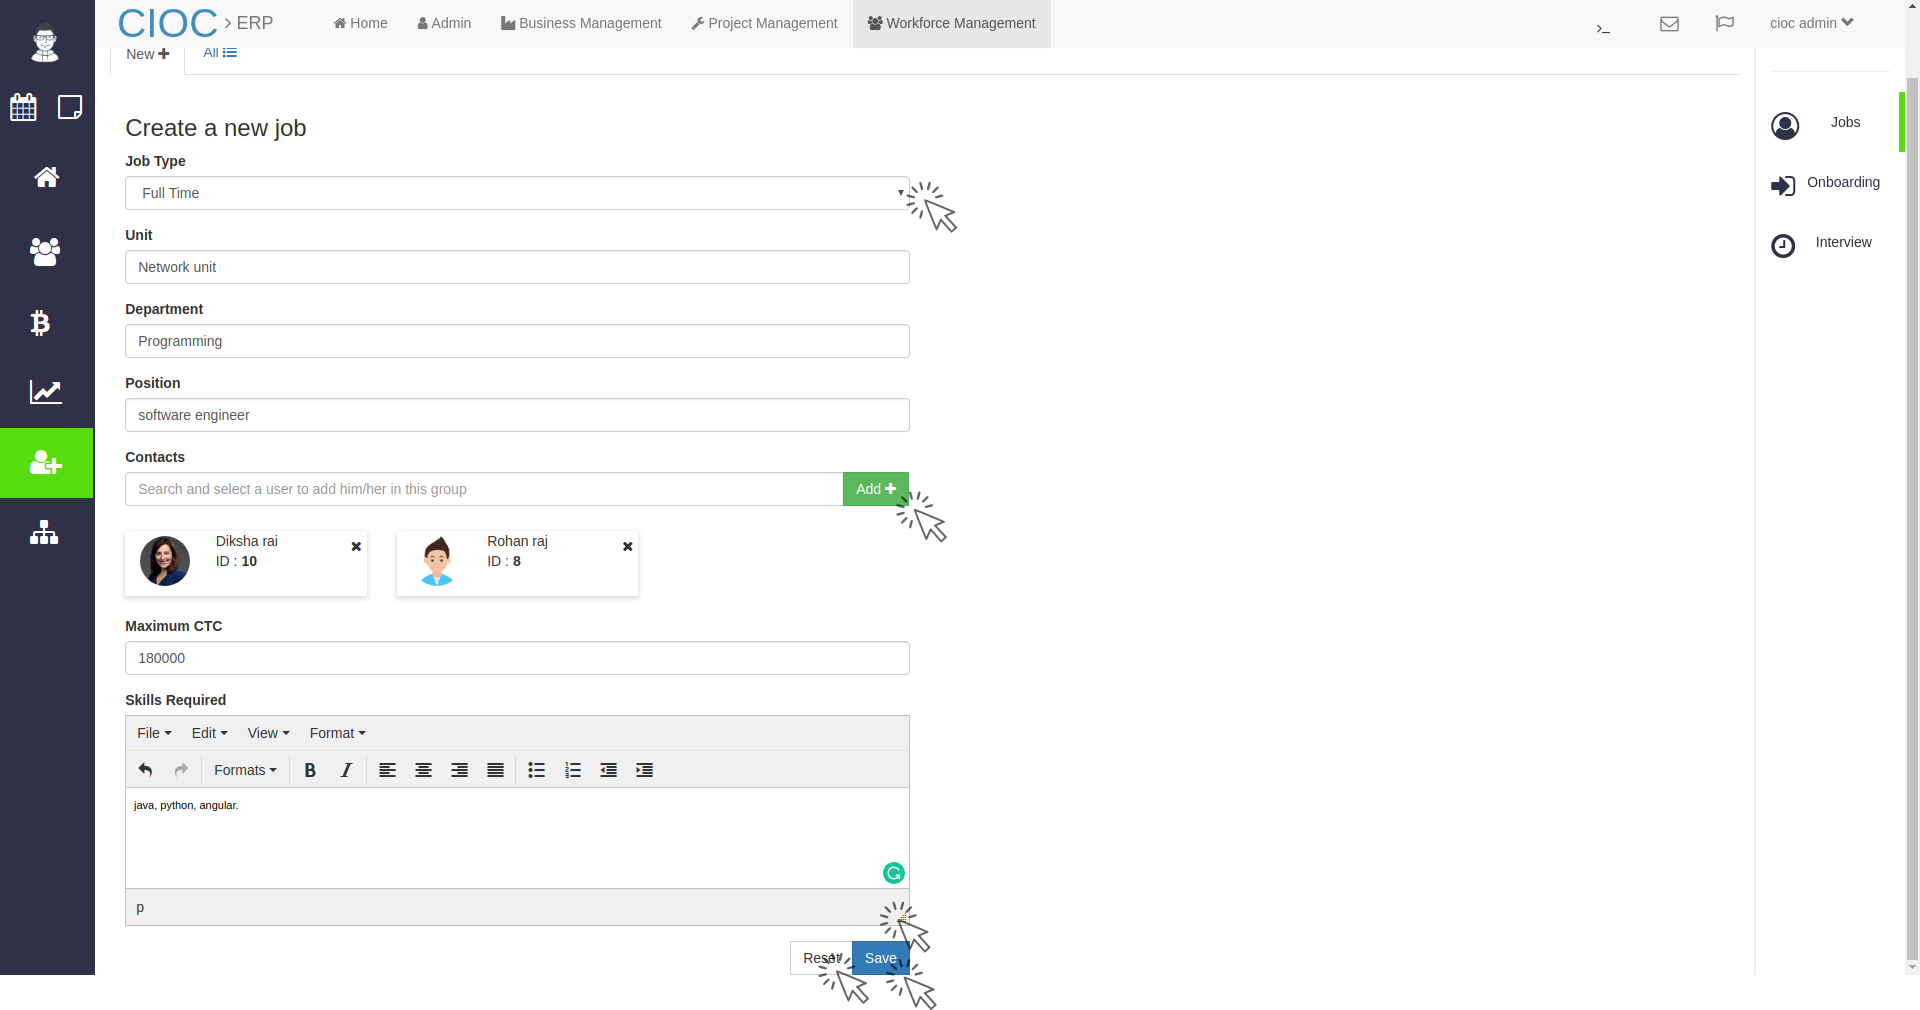 CIOC > ERP Home Admin Business Management Project Management Workforce Management >_ cioc admin
New All
Create a new job
Job Type
Full Time
Unit
Network unit
Department
Programming
Position
software engineer
Contacts
Search and select a user to add him/her in this group Add
Diksha rai
ID : 10
Rohan raj
ID : 8
Maximum CTC
180000
Skills Required
File Edit View Format
Formats B I
java, python, angular.
p
Reset Save
Jobs
Onboarding
Interview